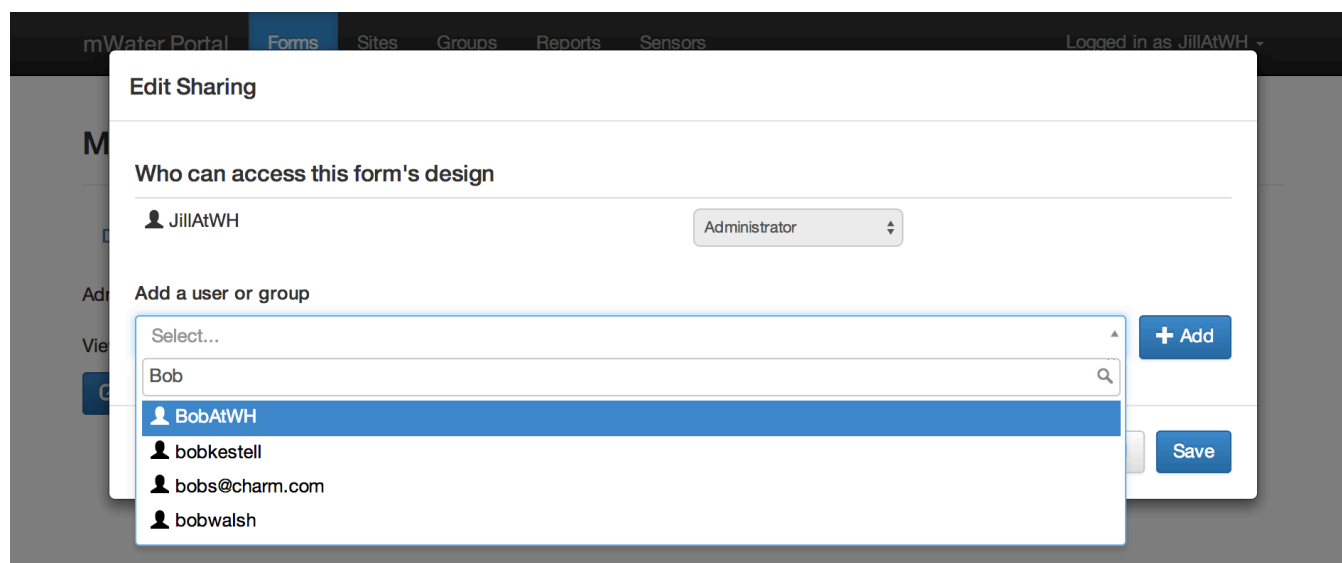 mWater Portal Forms Sites Groups Reports Sensors Logged in as JillAtWH
Edit Sharing
Who can access this form's design
JillAtWH Administrator
Add a user or group
Select... Add
Bob
BobAtWH
bobkestell
bobs@charm.com
bobwalsh
Save